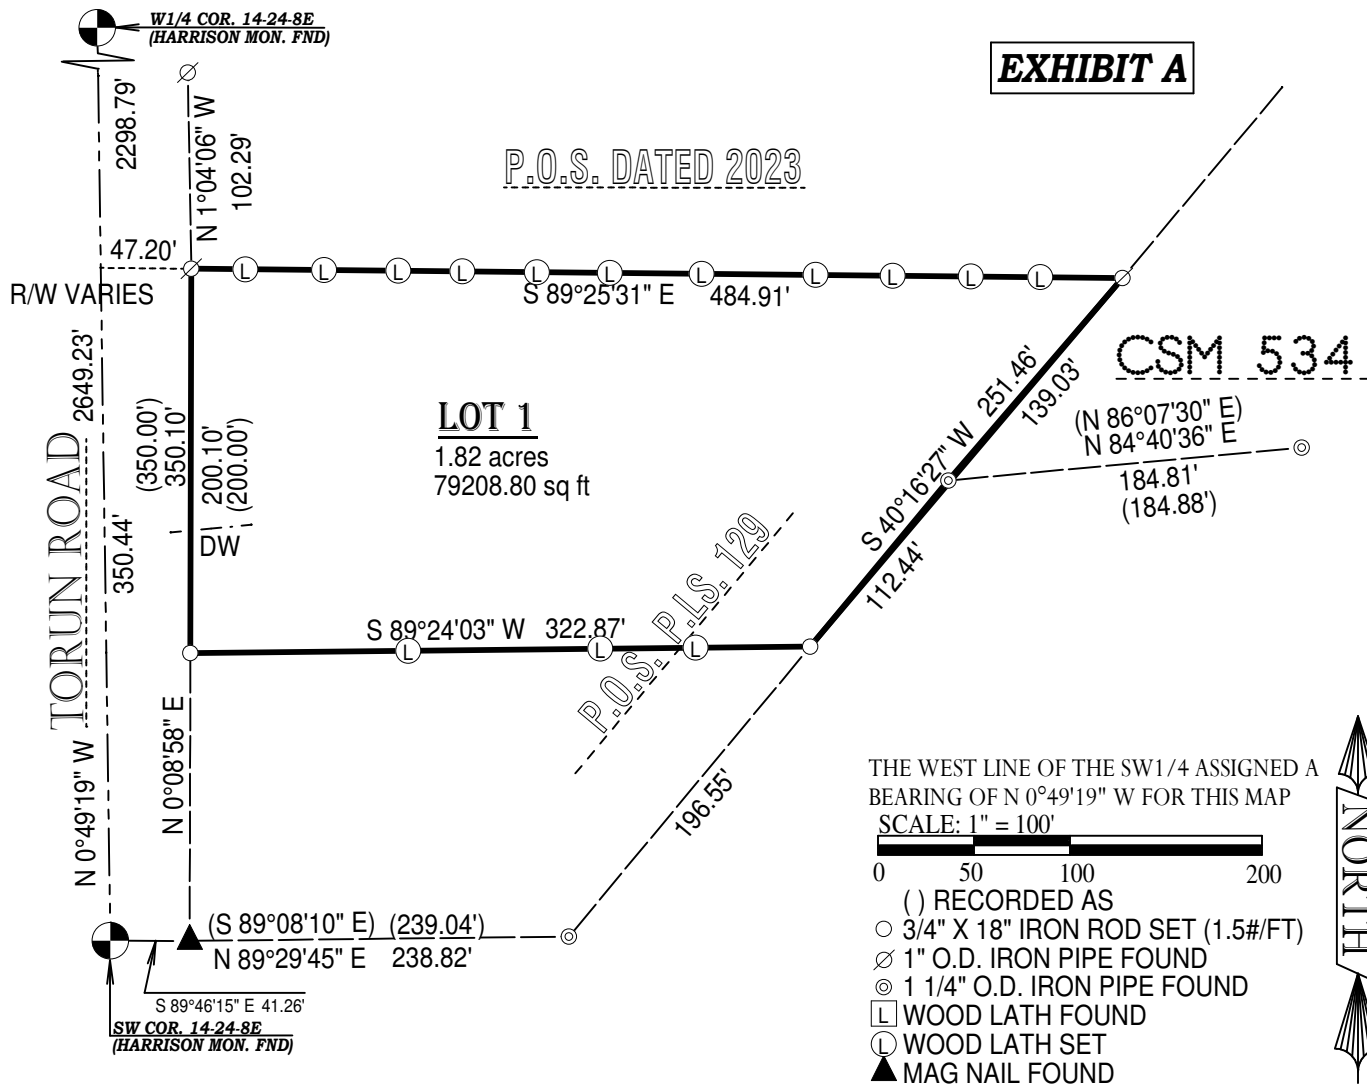 W1/4 COR. 14-24-8E
(HARRISON MON. FND)
EXHIBIT A
2298.79'
N 1°04'06" W
102.29'
P.O.S. DATED 2023
47.20'
R/W VARIES
S 89°25'31" E 484.91'
CSM 534
2649.23'
(350.00')
350.10'
200.10'
(200.00')
DW
LOT 1
1.82 acres
79208.80 sq ft
S 40°16'27" W 251.46'
139.03'
112.44'
(N 86°07'30" E)
N 84°40'36" E
184.81'
(184.88')
TORUN ROAD
350.44'
P.O.S. P.LS. 129
S 89°24'03" W 322.87'
N 0°49'19" W
N 0°08'58" E
196.55'
(S 89°08'10" E) (239.04')
N 89°29'45" E 238.82'
S 89°46'15" E 41.26'
SW COR. 14-24-8E
(HARRISON MON. FND)
THE WEST LINE OF THE SW1/4 ASSIGNED A
BEARING OF N 0°49'19" W FOR THIS MAP
SCALE: 1" = 100'
0 50 100 200
( ) RECORDED AS
3/4" X 18" IRON ROD SET (1.5#/FT)
1" O.D. IRON PIPE FOUND
1 1/4" O.D. IRON PIPE FOUND
L WOOD LATH FOUND
L WOOD LATH SET
MAG NAIL FOUND
NORTH